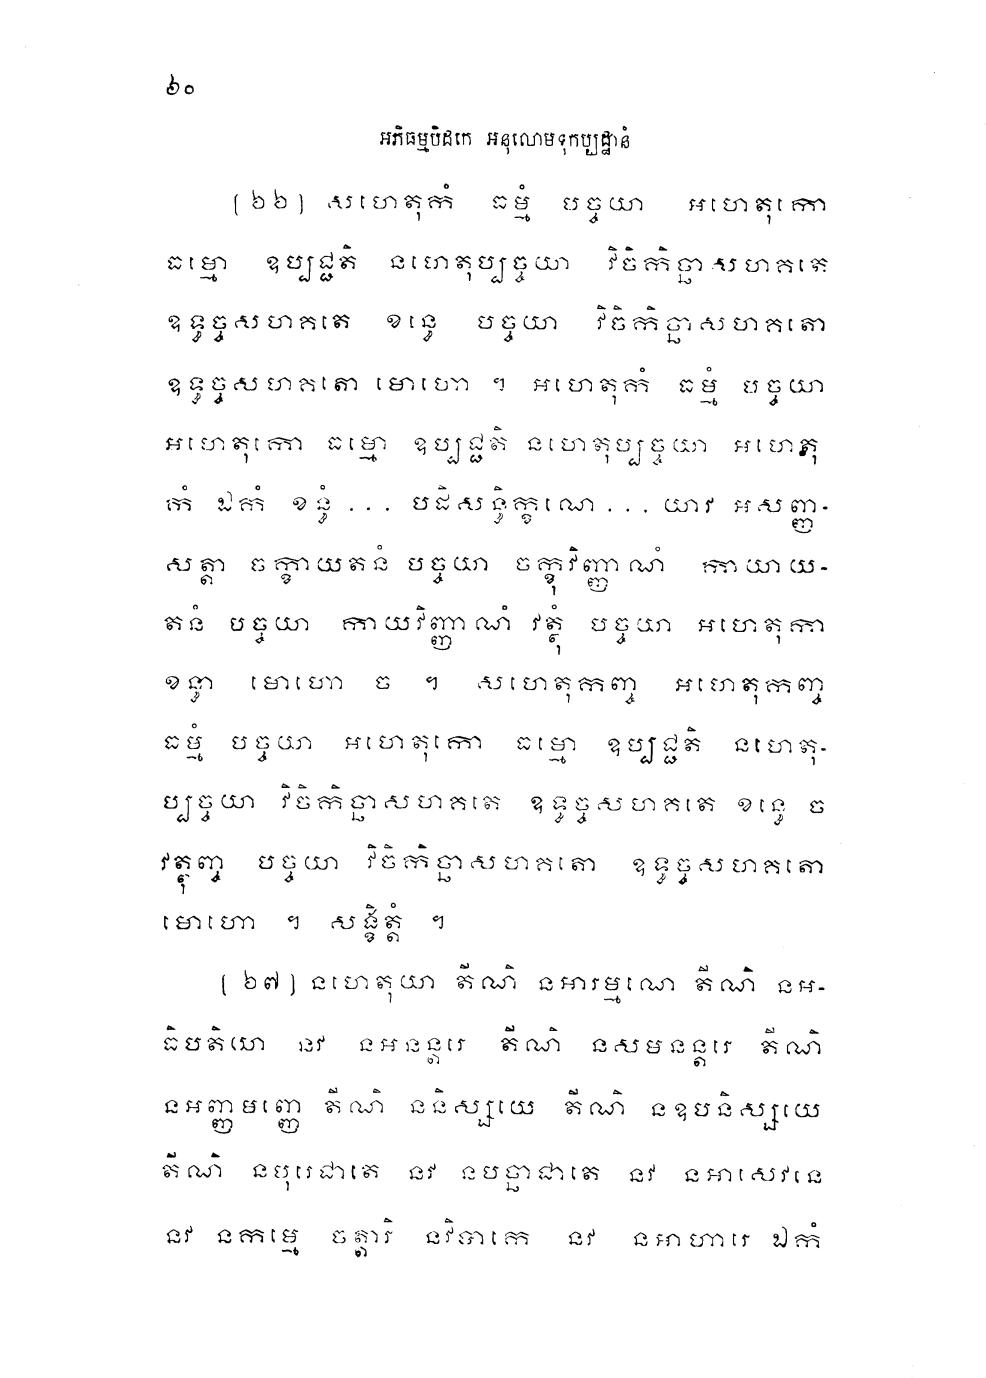 ៦០
អភិធម្មបិដកេ អនុលោមទុកប្បដ្ឋានំ
(៦៦) សហេតុកំ ធម្មំ បច្ចយា អហេតុកោ
ធម្មោ ឧប្បជ្ជតិ នហេតុប្បច្ចយា វិចិកិច្ឆាសហគតេ
ឧទ្ធច្ចសហគតេ ខន្ធេ បច្ចយា វិចិកិច្ឆាសហគតោ
ឧទ្ធច្ចសហគតោ មោហោ ។ អហេតុកំ ធម្មំ បច្ចយា
អហេតុកោ ធម្មោ ឧប្បជ្ជតិ នហេតុប្បច្ចយា អហេតុ
កំ ឯកំ ខន្ធំ ... បដិសន្ធិក្ខណេ ... យាវ អសញ្ញ-
សត្តា ចក្ខាយតនំ បច្ចយា ចក្ខុវិញ្ញាណំ កាយាយ-
តនំ បច្ចយា កាយវិញ្ញាណំ វត្ថុំ បច្ចយា អហេតុកា
ខន្ធា មោហោ ច ។ សហេតុកញ្ច អហេតុកញ្ច
ធម្មំ បច្ចយា អហេតុកោ ធម្មោ ឧប្បជ្ជតិ នហេតុ-
ប្បច្ចយា វិចិកិច្ឆាសហគតេ ឧទ្ធច្ចសហគតេ ខន្ធេ ច
វត្ថុញ្ច បច្ចយា វិចិកិច្ឆាសហគតោ ឧទ្ធច្ចសហគតោ
មោហោ ។ សង្ខិត្តំ ។
(៦៧) នហេតុយា តីណិ នអារម្មណោ តីណិ នអ-
ធិបតិយោ នវ នអនន្តរេ តីណិ នសមនន្តរេ តីណិ
នអញ្ញមញ្ញេ តីណិ ននិស្សយេ តីណិ នឧបនិស្សយេ
តីណិ នបុរេជាតេ នវ នបច្ឆាជាតេ នវ នអាសេវនេ
នវ នកម្មេ ចត្តារិ នវិបាកេ នវ នអាហារេ ឯកំ